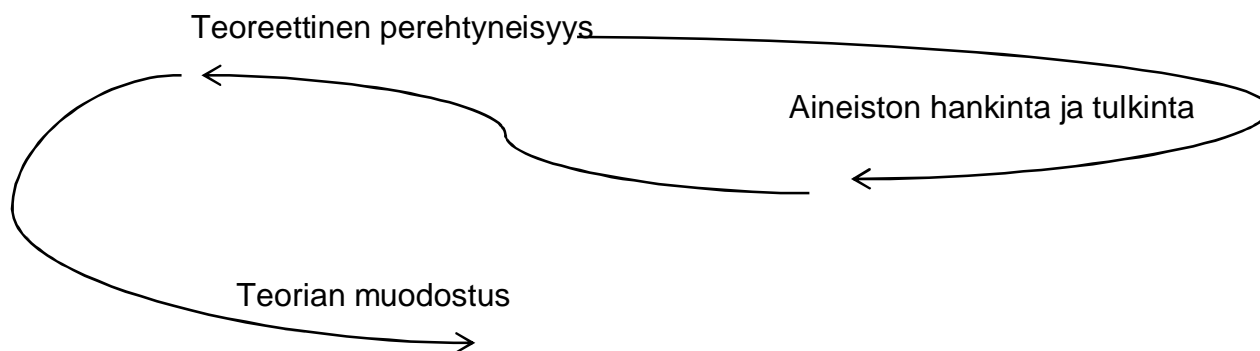 Teoreettinen perehtyneisyys
Aineiston hankinta ja tulkinta
Teorian muodostus